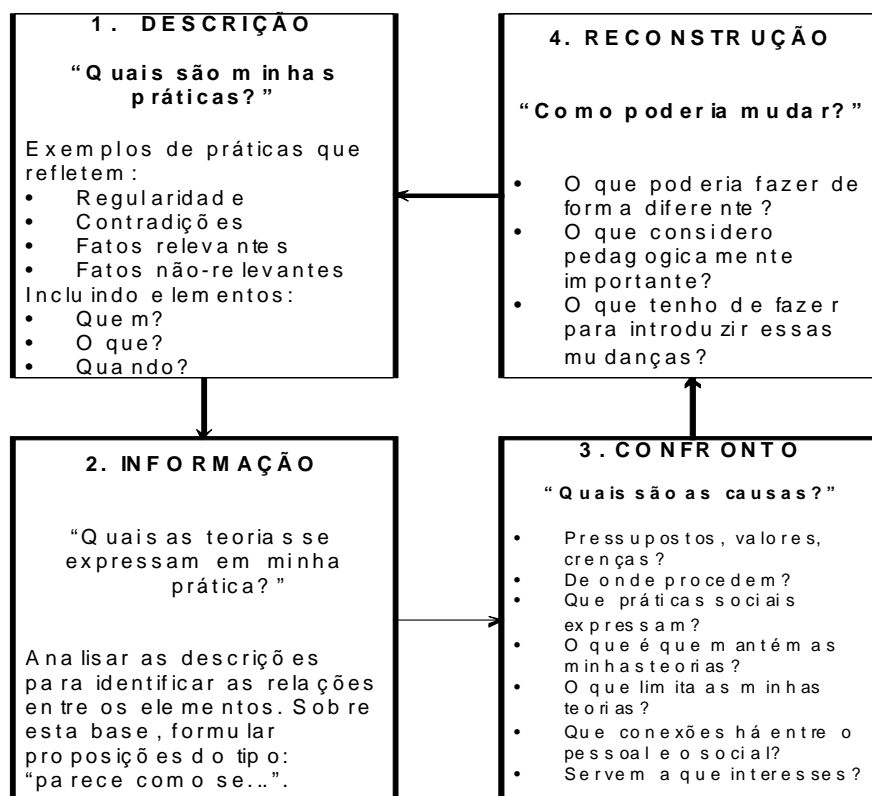 1. DESCRIÇÃO
“Quais são minhas
práticas?”
Exemplos de práticas que
refletem:
• Regularidade
• Contradições
• Fatos relevantes
• Fatos não-relevantes
Incluindo elementos:
• Quem?
• O que?
• Quando?
2. INFORMAÇÃO
“Quais as teorias se
expressam em minha
prática?”
Analisar as descrições
para identificar as relações
entre os elementos. Sobre
esta base, formular
proposições do tipo:
“parece como se...”.
3. CONFRONTO
“Quais são as causas?”
• Pressupostos, valores,
crenças?
• De onde procedem?
• Que práticas sociais
expressam?
• O que é que mantém as
minhas teorias?
• O que limita as minhas
teorias?
• Que conexões há entre o
pessoal e o social?
• Servem a que interesses?
4. RECONSTRUÇÃO
“Como poderia mudar?”
• O que poderia fazer de
forma diferente?
• O que considero
pedagogicamente
importante?
• O que tenho de fazer
para introduzir essas
mudanças?